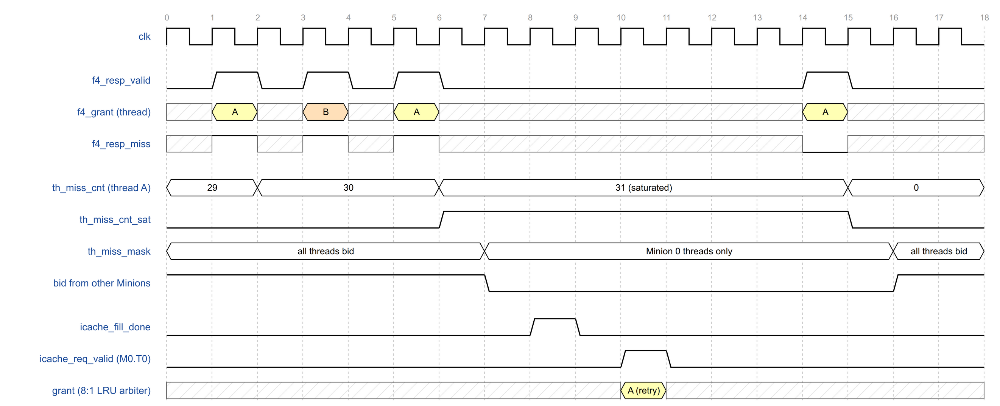 0 1 2 3 4 5 6 7 8 9 10 11 12 13 14 15 16 17 18
clk
f4_resp_valid
f4_grant (thread) A B A A
f4_resp_miss
th_miss_cnt (thread A) 29 30 31 (saturated) 0
th_miss_cnt_sat
th_miss_mask all threads bid Minion 0 threads only all threads bid
bid from other Minions
icache_fill_done
icache_req_valid (M0.T0)
grant (8:1 LRU arbiter) A (retry)